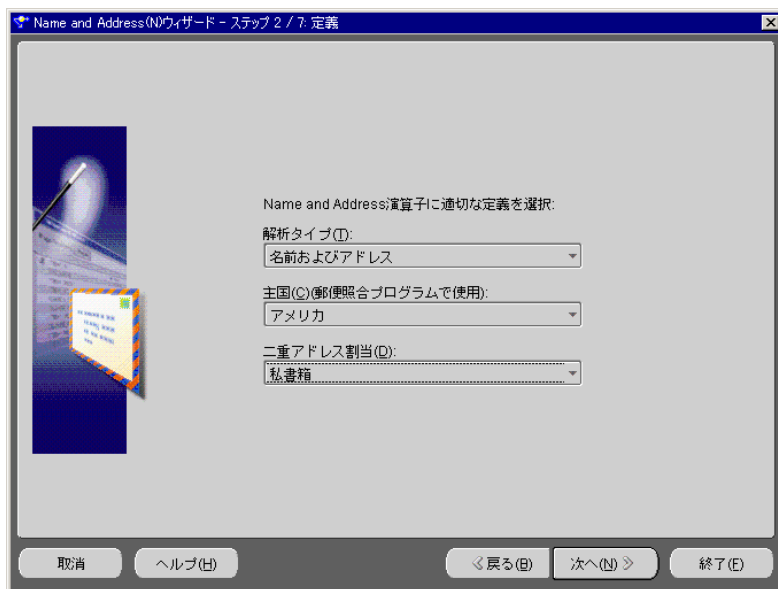 Name and Address(N)ウィザード - ステップ 2 / 7: 定義
Name and Address演算子に適切な定義を選択:
解析タイプ(T):
名前およびアドレス
主国(C)(郵便照合プログラムで使用):
アメリカ
二重アドレス割当(D):
私書箱
取消
ヘルプ(H)
戻る(B)
次へ(N)
終了(F)